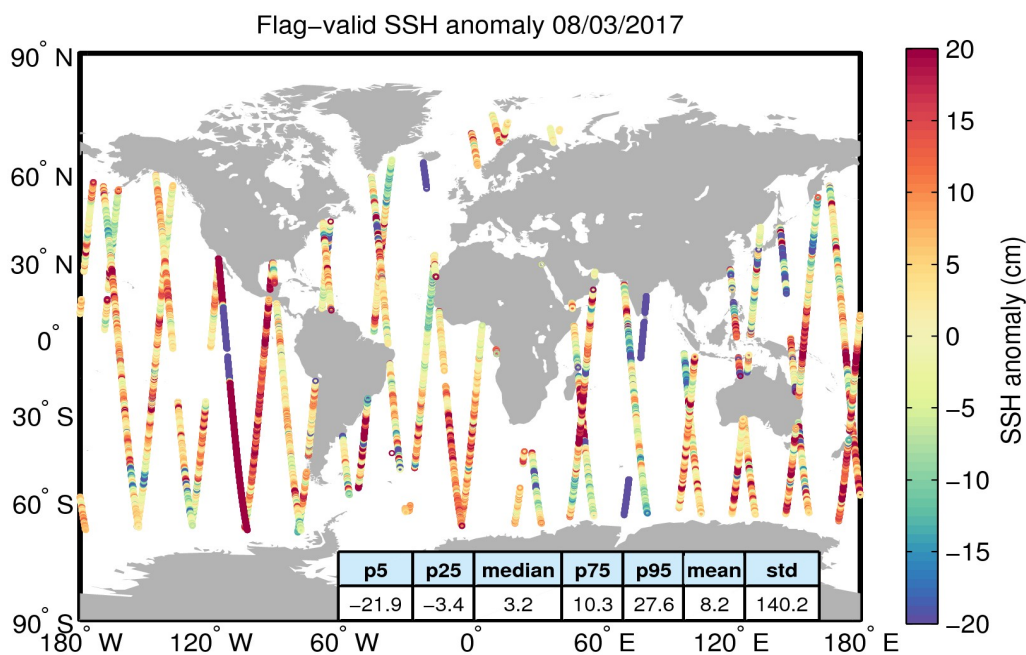 Flag−valid SSH anomaly 08/03/2017
90° N
60° N
30° N
0°
30° S
60° S
90° S
180° W
120° W
60° W
0°
60° E
120° E
180° E
p5 p25 median p75 p95 mean std
−21.9 −3.4 3.2 10.3 27.6 8.2 140.2
20
15
10
5
0
−5
−10
−15
−20
SSH anomaly (cm)